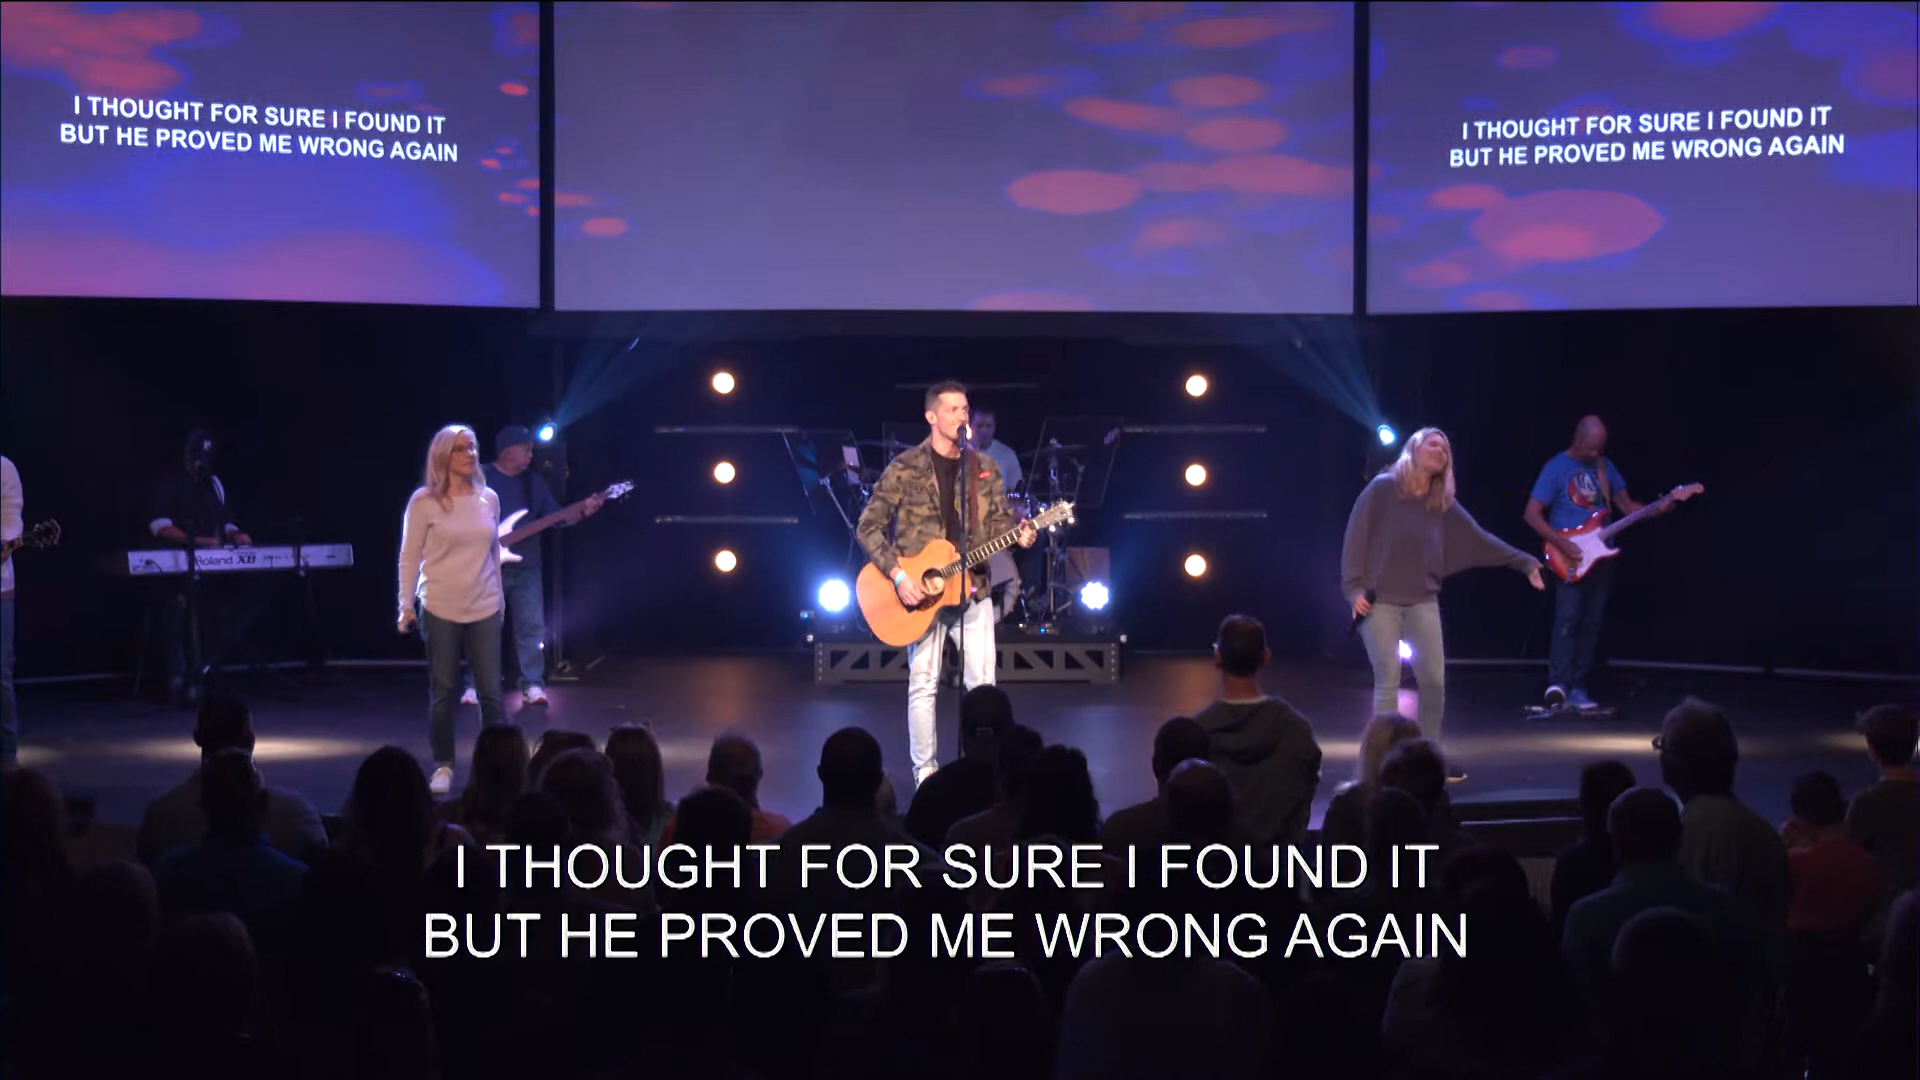 I THOUGHT FOR SURE I FOUND IT
BUT HE PROVED ME WRONG AGAIN
I THOUGHT FOR SURE I FOUND IT
BUT HE PROVED ME WRONG AGAIN
Roland
I THOUGHT FOR SURE I FOUND IT
BUT HE PROVED ME WRONG AGAIN